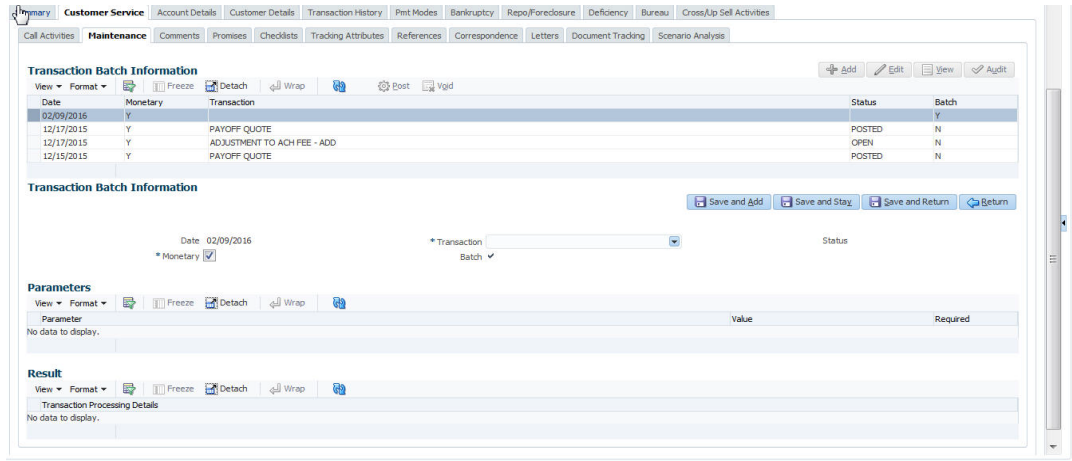 Summary Customer Service Account Details Customer Details Transaction History Pmt Modes Bankruptcy Repo/Foreclosure Deficiency Bureau Cross/Up Sell Activities
Call Activities Maintenance Comments Promises Checklists Tracking Attributes References Correspondence Letters Document Tracking Scenario Analysis
Transaction Batch Information
Add Edit View Audit
View Format Freeze Detach Wrap Post Void
Date Monetary Transaction Status Batch
02/09/2016 Y Y
12/17/2015 Y PAYOFF QUOTE POSTED N
12/17/2015 Y ADJUSTMENT TO ACH FEE - ADD OPEN N
12/15/2015 Y PAYOFF QUOTE POSTED N
Transaction Batch Information
Save and Add Save and Stay Save and Return Return
Date 02/09/2016 * Transaction Status
* Monetary Batch
Parameters
View Format Freeze Detach Wrap
Parameter Value Required
No data to display.
Result
View Format Freeze Detach Wrap
Transaction Processing Details
No data to display.